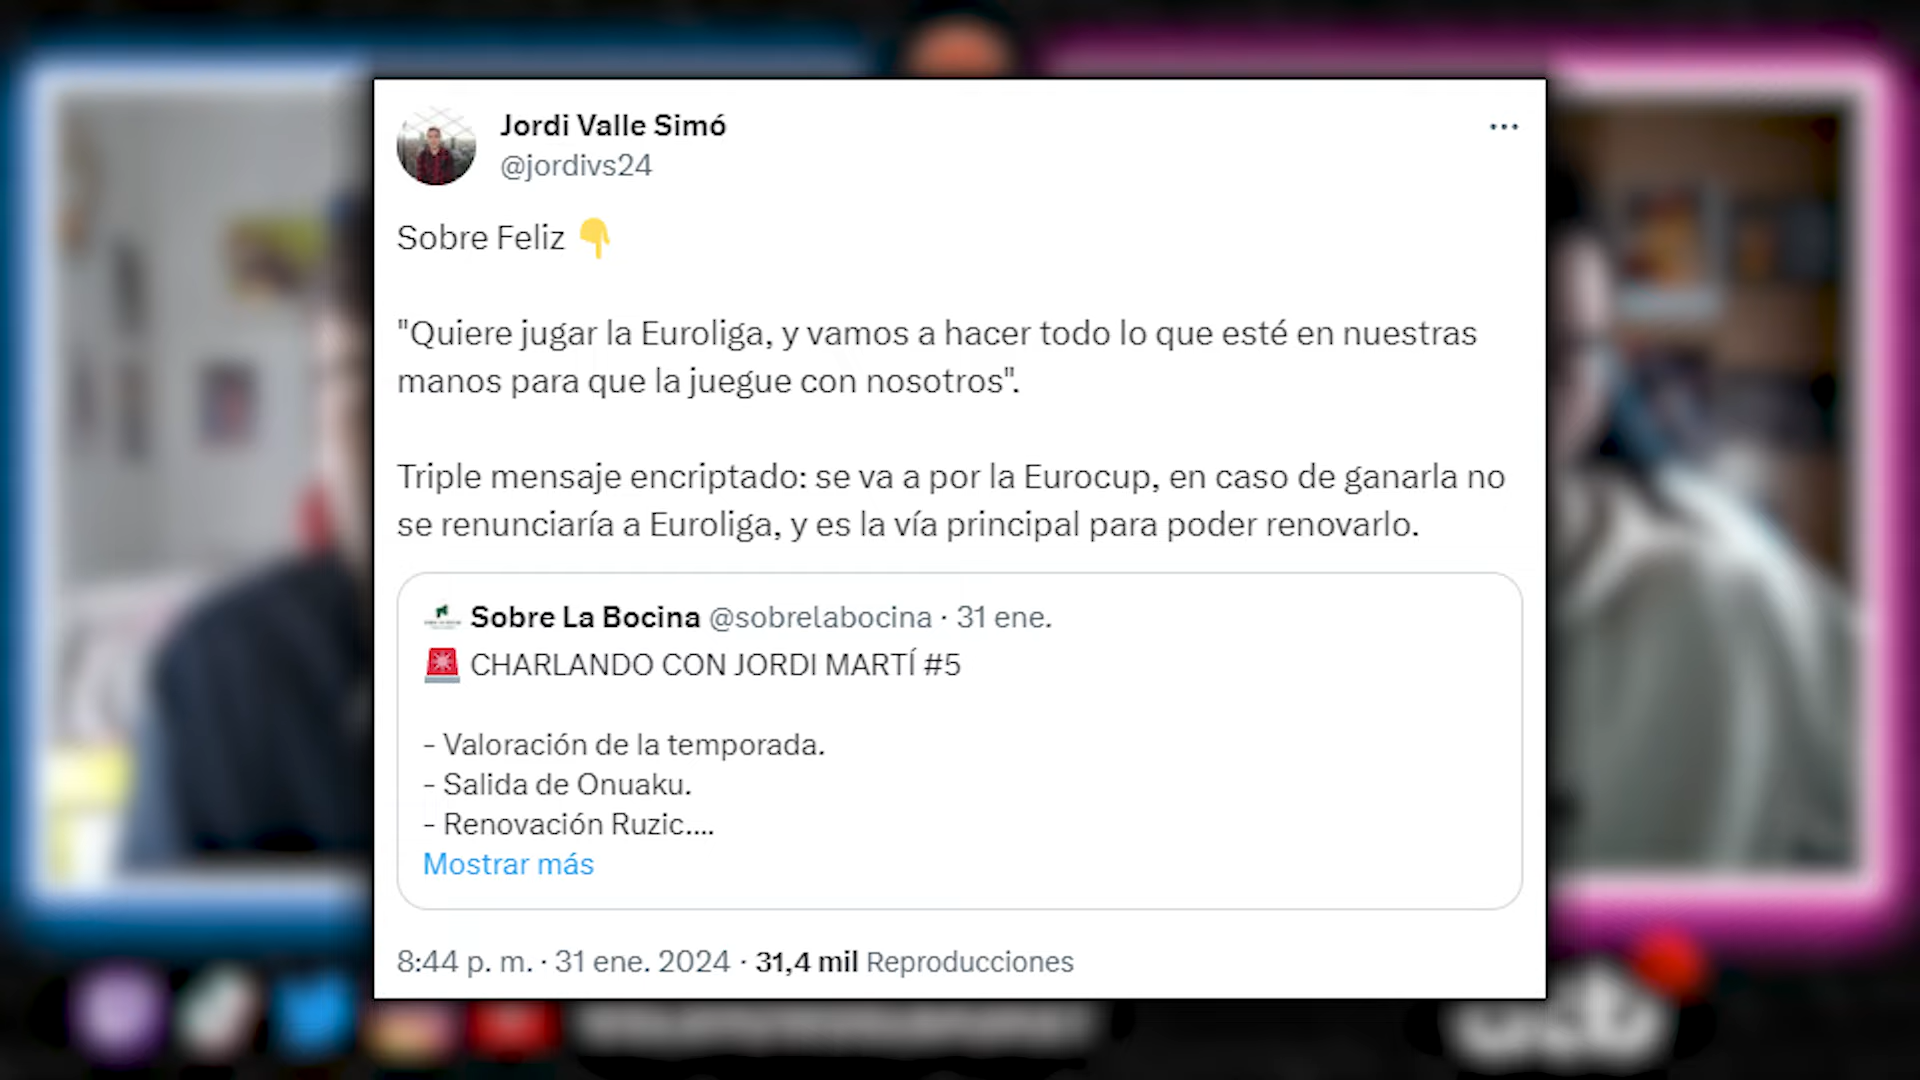 Jordi Valle Simó
@jordivs24
Sobre Feliz 👇
"Quiere jugar la Euroliga, y vamos a hacer todo lo que esté en nuestras
manos para que la juegue con nosotros".
Triple mensaje encriptado: se va a por la Eurocup, en caso de ganarla no
se renunciaría a Euroliga, y es la vía principal para poder renovarlo.
Sobre La Bocina @sobrelabocina · 31 ene.
🚨 CHARLANDO CON JORDI MARTÍ #5
- Valoración de la temporada.
- Salida de Onuaku.
- Renovación Ruzic....
Mostrar más
8:44 p. m. · 31 ene. 2024 · 31,4 mil Reproducciones